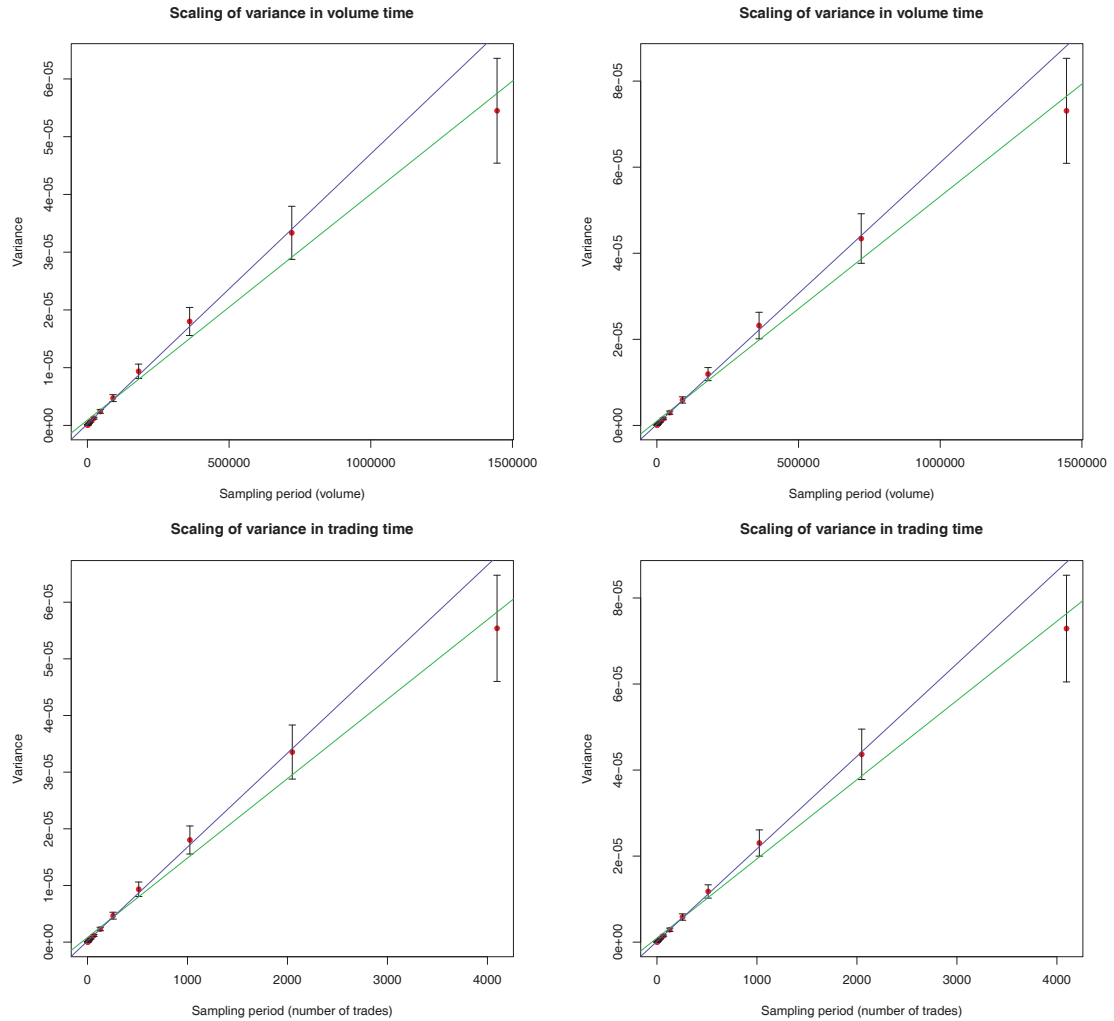 Scaling of variance in volume time
Variance
0e+00 1e−05 2e−05 3e−05 4e−05 5e−05 6e−05
0 500000 1000000 1500000
Sampling period (volume)
Scaling of variance in volume time
Variance
0e+00 2e−05 4e−05 6e−05 8e−05
0 500000 1000000 1500000
Sampling period (volume)
Scaling of variance in trading time
Variance
0e+00 1e−05 2e−05 3e−05 4e−05 5e−05 6e−05
0 1000 2000 3000 4000
Sampling period (number of trades)
Scaling of variance in trading time
Variance
0e+00 2e−05 4e−05 6e−05 8e−05
0 1000 2000 3000 4000
Sampling period (number of trades)